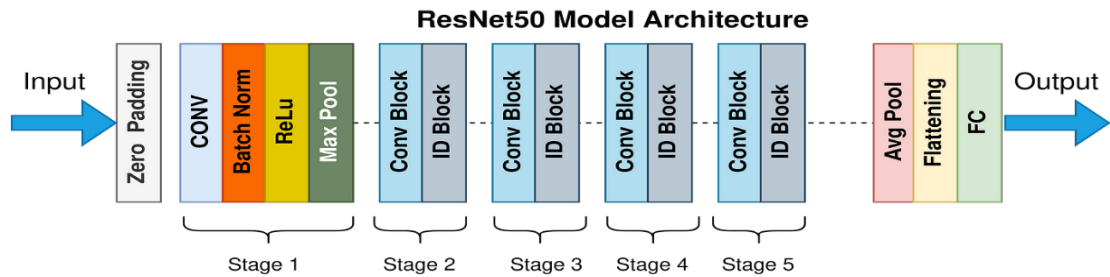 ResNet50 Model Architecture
Input
Zero Padding
CONV
Batch Norm
ReLu
Max Pool
Conv Block
ID Block
Conv Block
ID Block
Conv Block
ID Block
Conv Block
ID Block
Avg Pool
Flattening
FC
Output
Stage 1
Stage 2
Stage 3
Stage 4
Stage 5